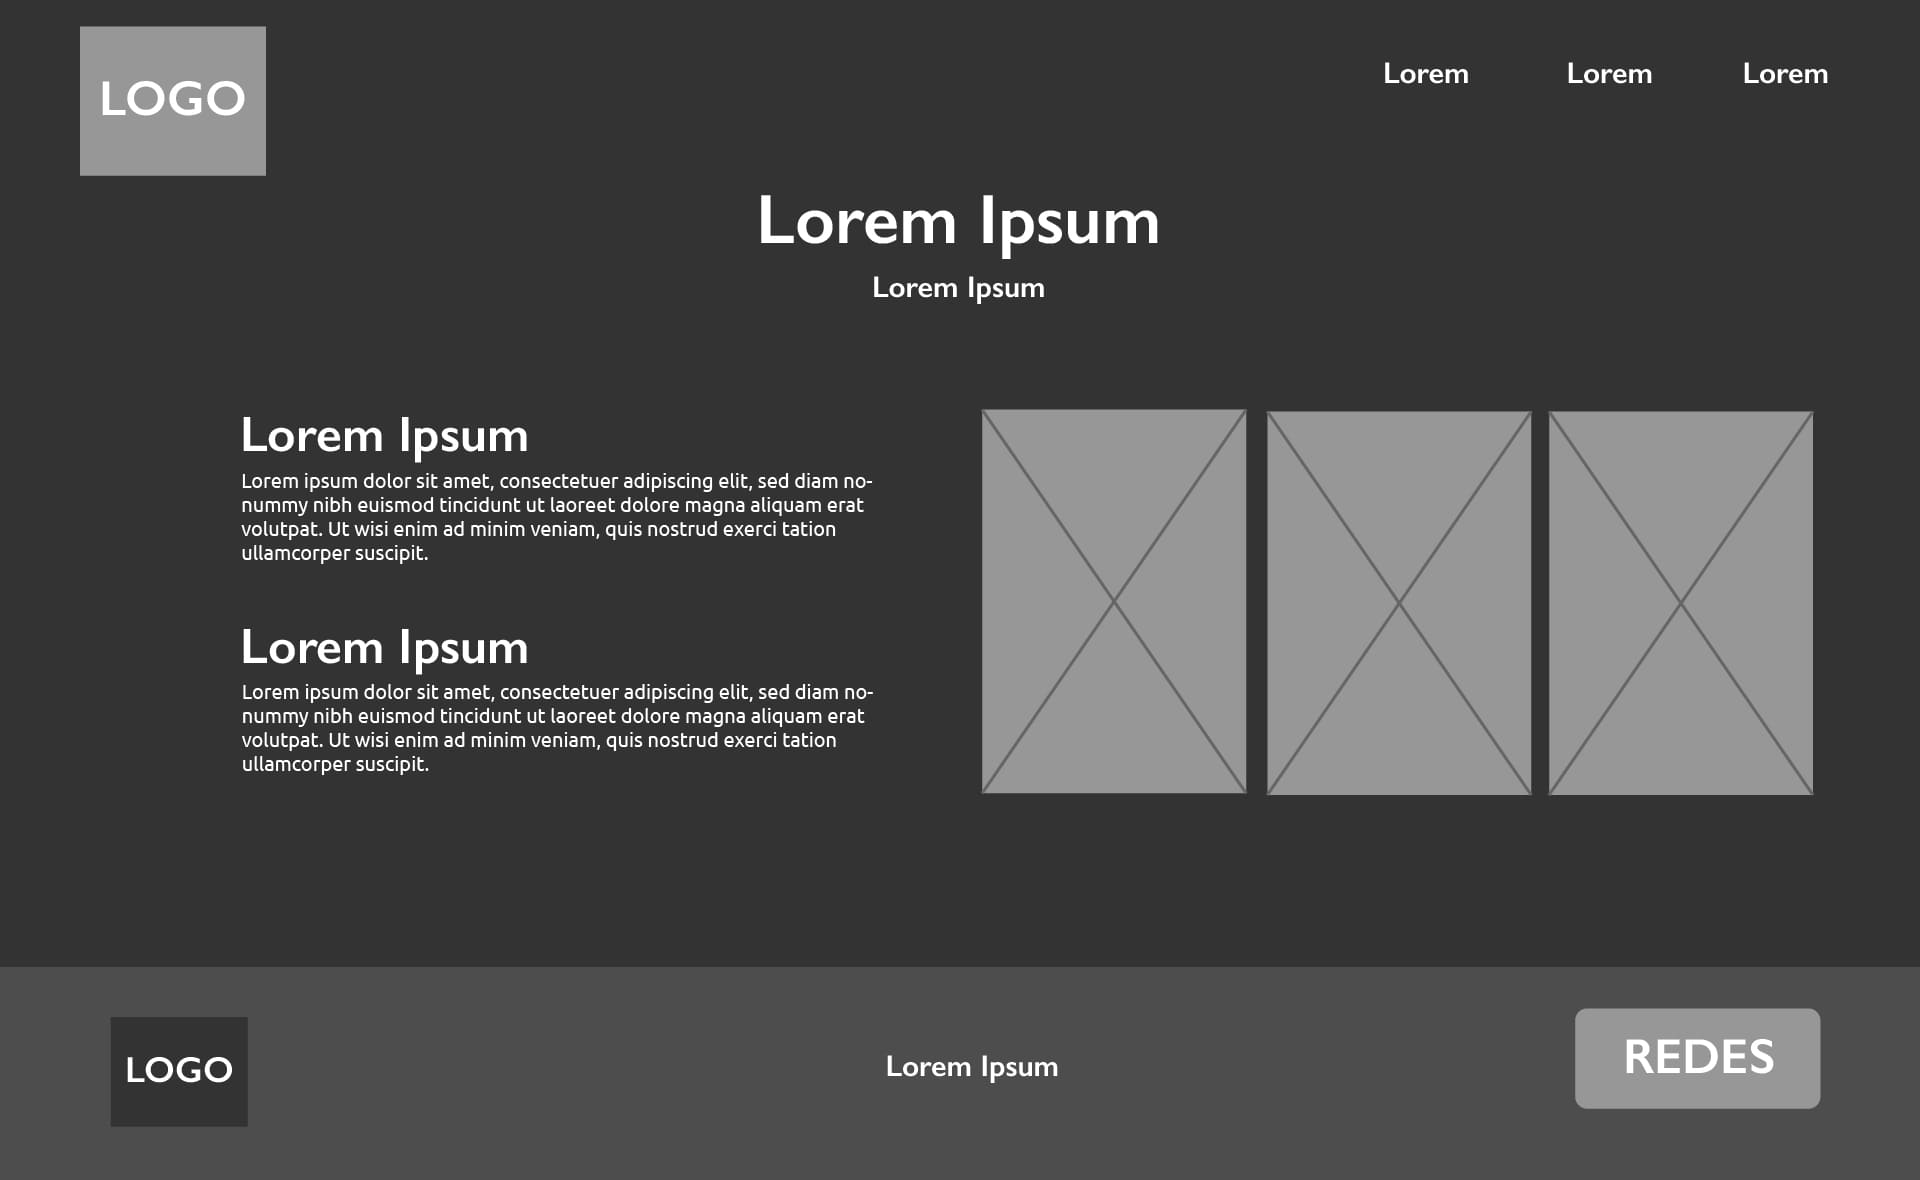 LOGO
Lorem
Lorem
Lorem
Lorem Ipsum
Lorem Ipsum
Lorem Ipsum
Lorem ipsum dolor sit amet, consectetuer adipiscing elit, sed diam no-
nummy nibh euismod tincidunt ut laoreet dolore magna aliquam erat
volutpat. Ut wisi enim ad minim veniam, quis nostrud exerci tation
ullamcorper suscipit.
Lorem Ipsum
Lorem ipsum dolor sit amet, consectetuer adipiscing elit, sed diam no-
nummy nibh euismod tincidunt ut laoreet dolore magna aliquam erat
volutpat. Ut wisi enim ad minim veniam, quis nostrud exerci tation
ullamcorper suscipit.
LOGO
Lorem Ipsum
REDES